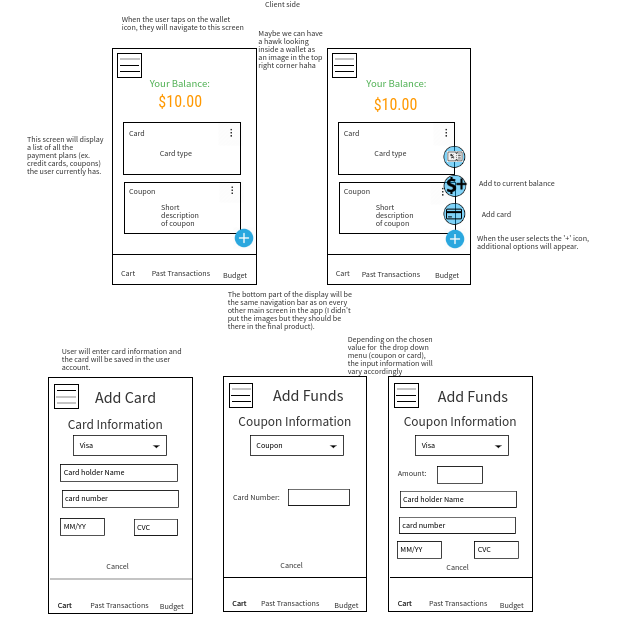 Client side
When the user taps on the wallet
icon, they will navigate to this screen
Maybe we can have
a hawk looking
inside a wallet as
an image in the top
right corner haha
This screen will display
a list of all the
payment plans (ex.
credit cards, coupons)
the user currently has.
Your Balance:
$10.00
Card
Card type
Coupon
Short
description
of coupon
Cart Past Transactions Budget
Your Balance:
$10.00
Card
Card type
Coupon
Short
description
of coupon
$+
Cart Past Transactions Budget
Add to current balance
Add card
When the user selects the '+' icon,
additional options will appear.
The bottom part of the display will be
the same navigation bar as on every
other main screen in the app (I didn't
put the images but they should be
there in the final product).
User will enter card information and
the card will be saved in the user
account.
Depending on the chosen
value for the drop down
menu (coupon or card),
the input information will
vary accordingly
Add Card
Card Information
Visa
Card holder Name
card number
MM/YY CVC
Cancel
Cart Past Transactions Budget
Add Funds
Coupon Information
Coupon
Card Number:
Cancel
Cart Past Transactions Budget
Add Funds
Coupon Information
Visa
Amount:
Card holder Name
card number
MM/YY CVC
Cancel
Cart Past Transactions Budget